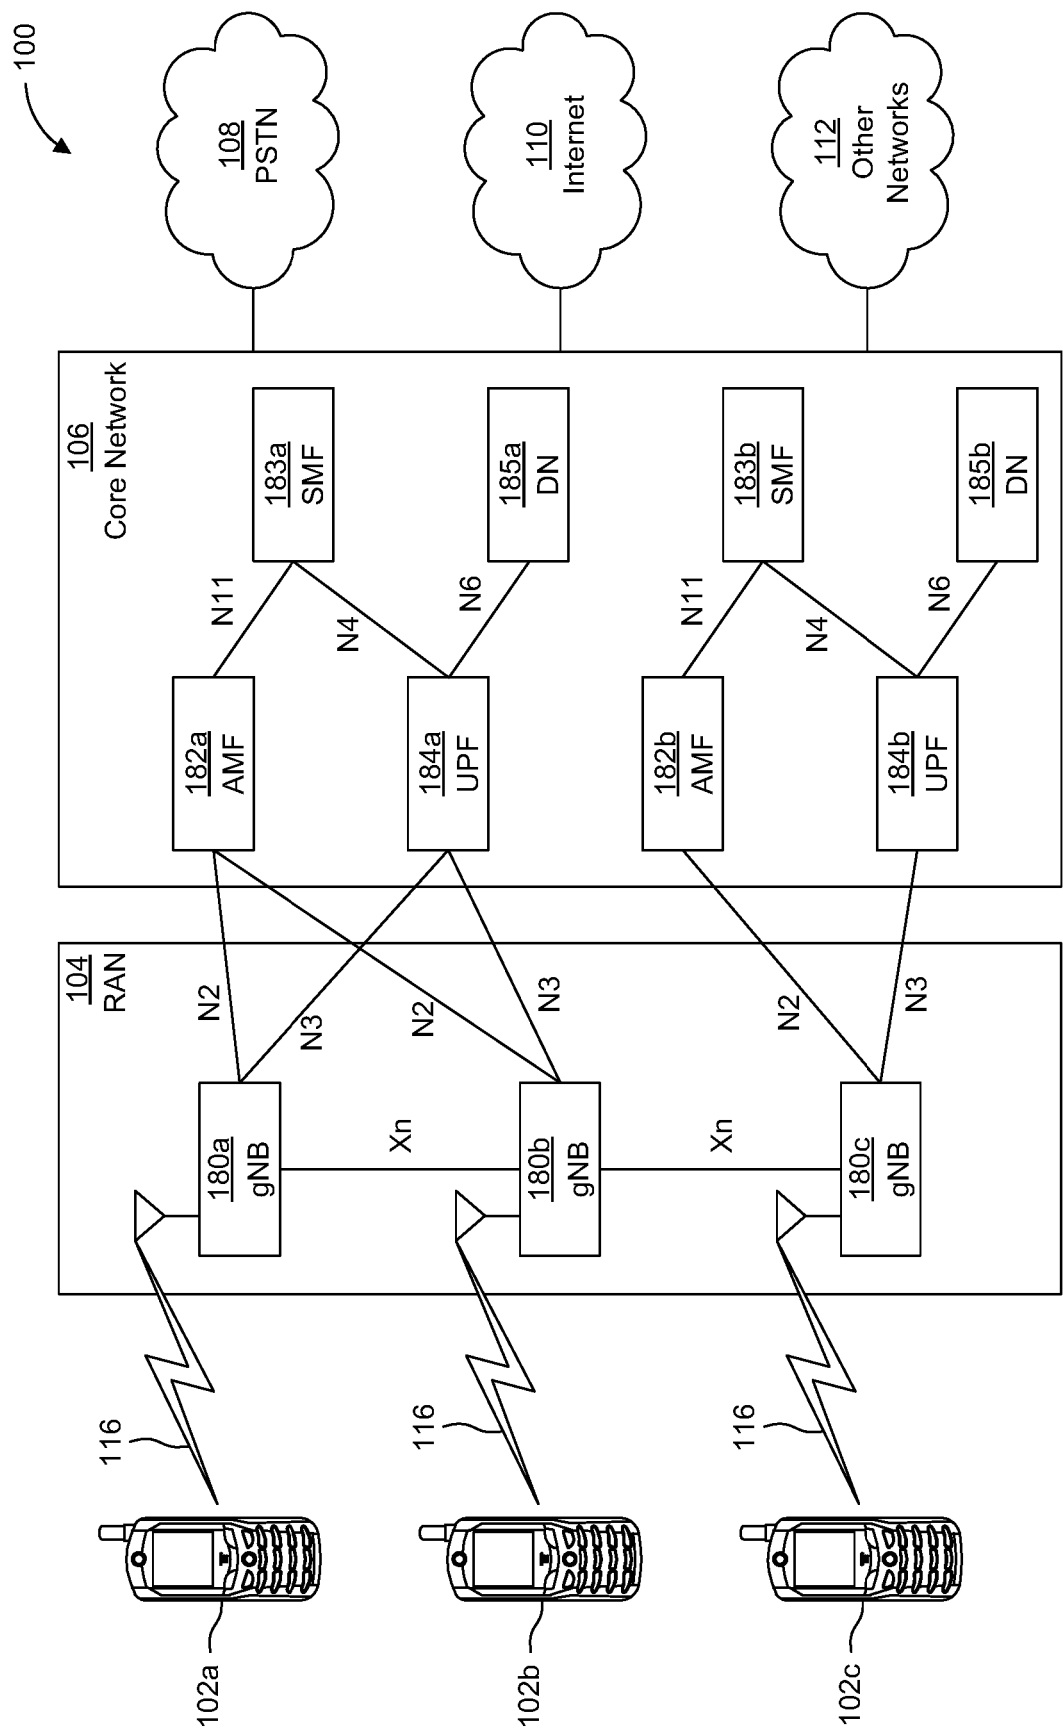 100
108
PSTN
110
Internet
112
Other
Networks
106
Core Network
183a
SMF
185a
DN
183b
SMF
185b
DN
N11
N4
N6
N11
N4
N6
182a
AMF
184a
UPF
182b
AMF
184b
UPF
104
RAN
N2
N3
N2
N3
N2
N3
180a
gNB
Xn
180b
gNB
Xn
180c
gNB
116
116
116
102a
102b
102c